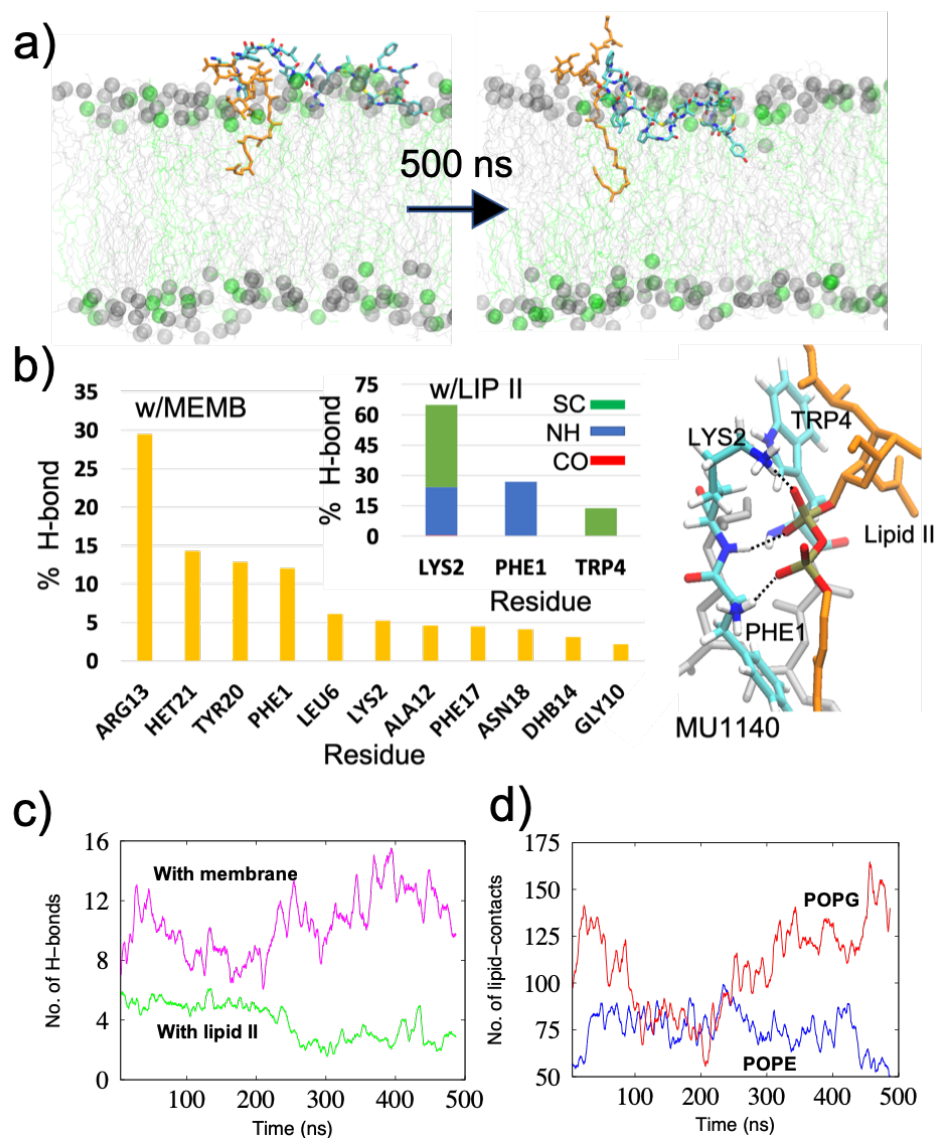 a)
500 ns
b)
35
30
25
20
15
10
5
0
% H-bond
w/MEMB
ARG13
HET21
TYR20
PHE1
LEU6
LYS2
ALA12
PHE17
ASN18
DHB14
GLY10
Residue
75
60
45
30
15
0
% H-bond
w/LIP II
SC
NH
CO
LYS2
PHE1
TRP4
Residue
TRP4
LYS2
Lipid II
PHE1
MU1140
c)
16
12
8
4
0
No. of H-bonds
With membrane
With lipid II
100
200
300
400
500
Time (ns)
d)
175
150
125
100
75
50
No. of lipid-contacts
POPG
POPE
100
200
300
400
500
Time (ns)